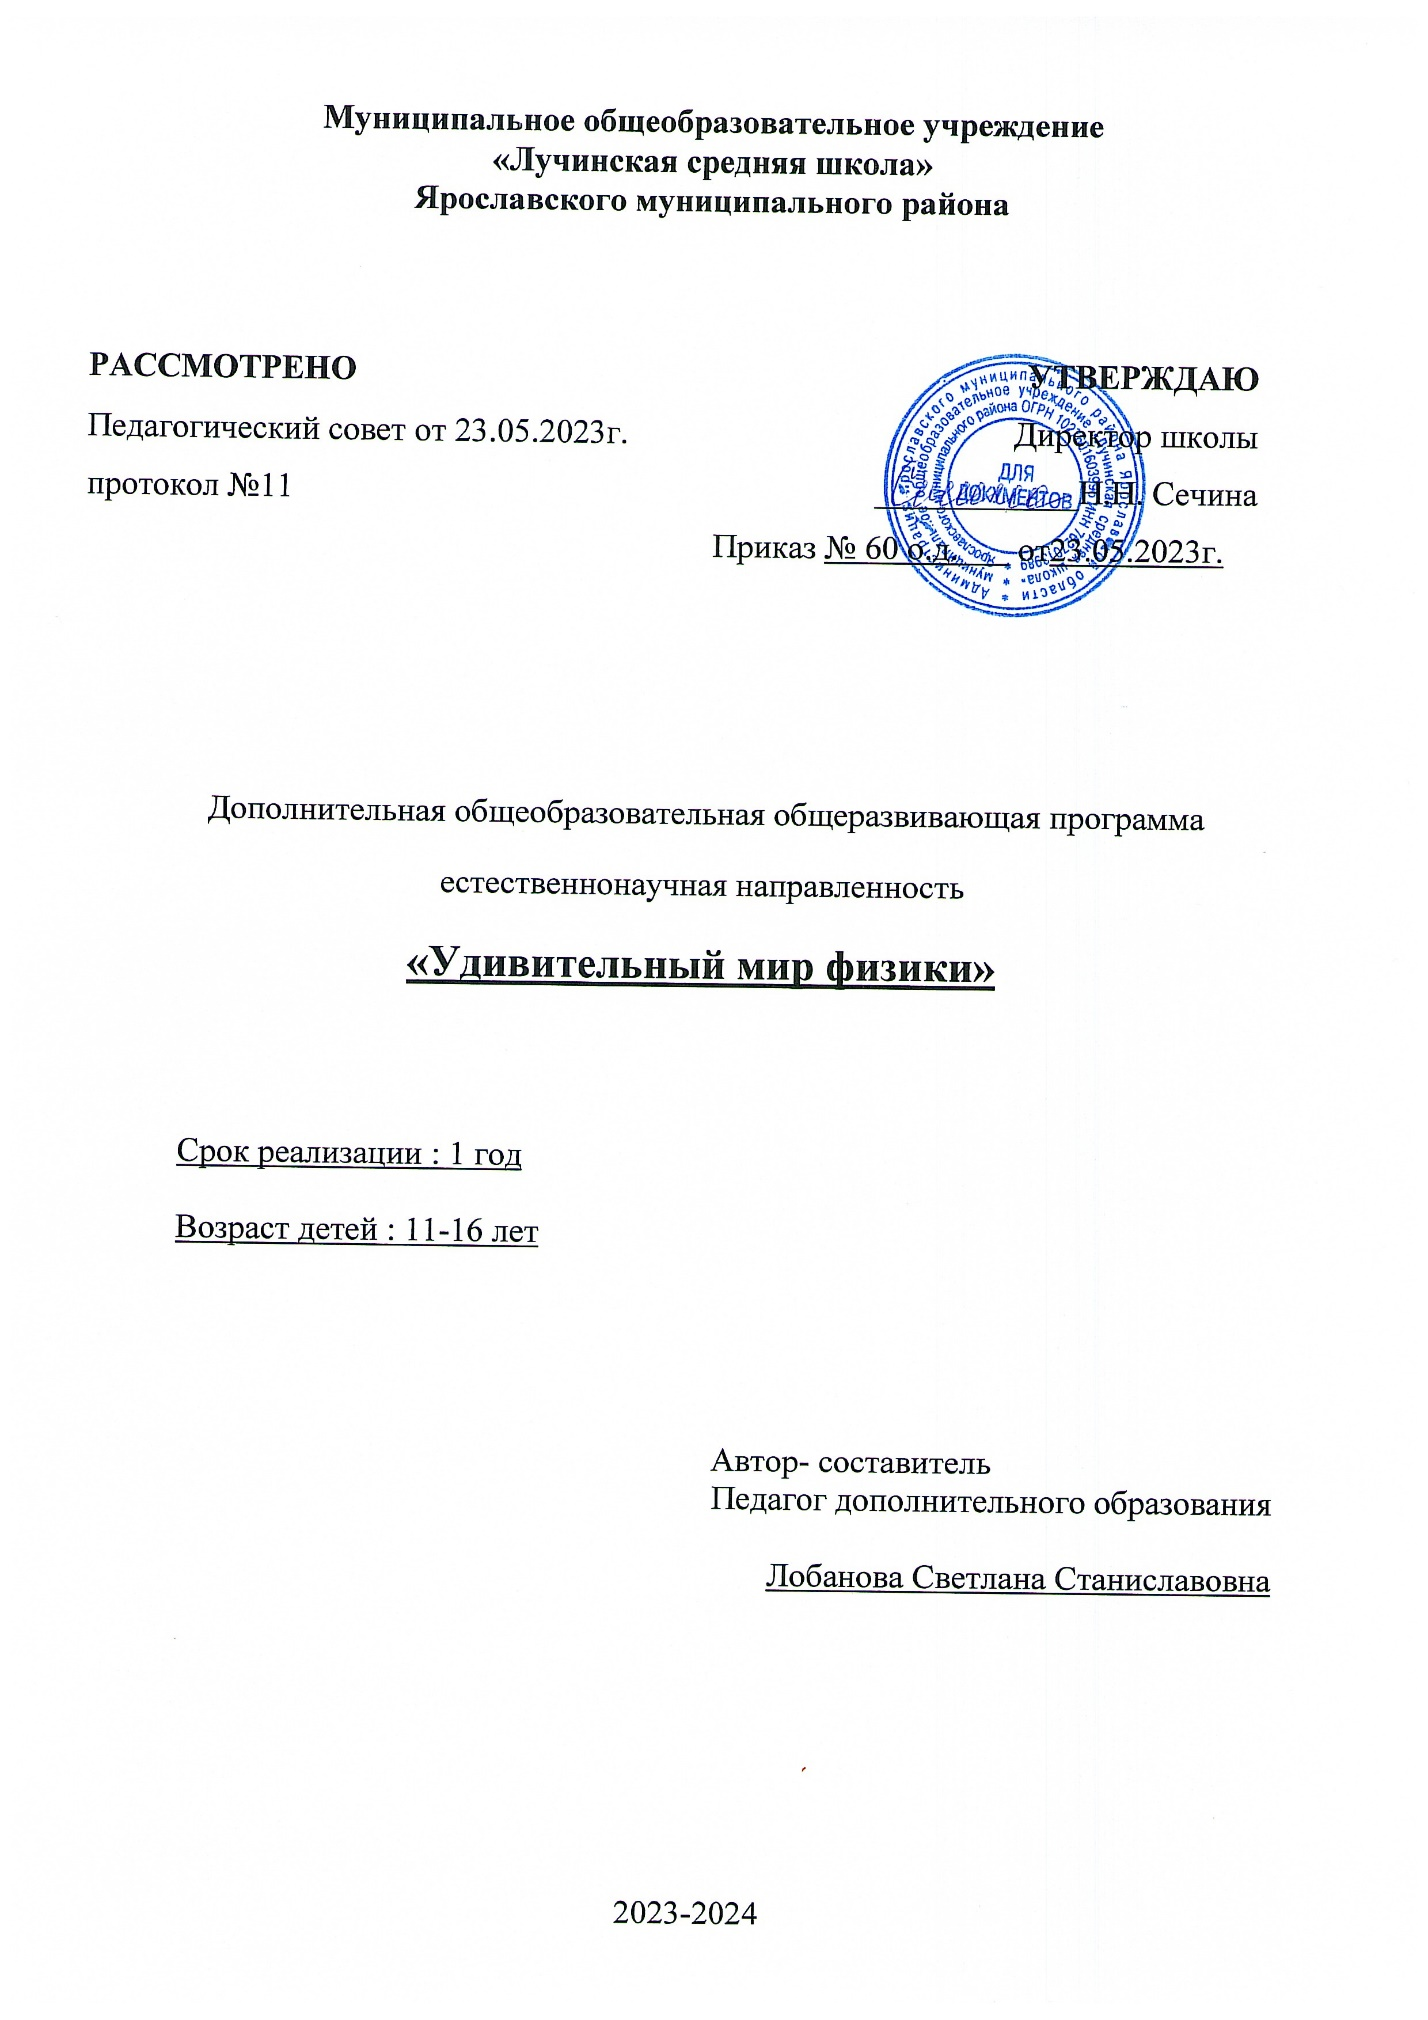 Муниципальное общеобразовательное учреждение
«Лучинская средняя школа»
Ярославского муниципального района
РАССМОТРЕНО
Педагогический совет от 23.05.2023г.
протокол №11
УТВЕРЖДАЮ
Директор школы
Н.П. Сечина
Приказ № 60 о.д. от 23.05.2023г.
ДЛЯ
ДОКУМЕНТОВ
Дополнительная общеобразовательная общеразвивающая программа
естественнонаучная направленность
«Удивительный мир физики»
Срок реализации : 1 год
Возраст детей : 11-16 лет
Автор- составитель
Педагог дополнительного образования
Лобанова Светлана Станиславовна
2023-2024